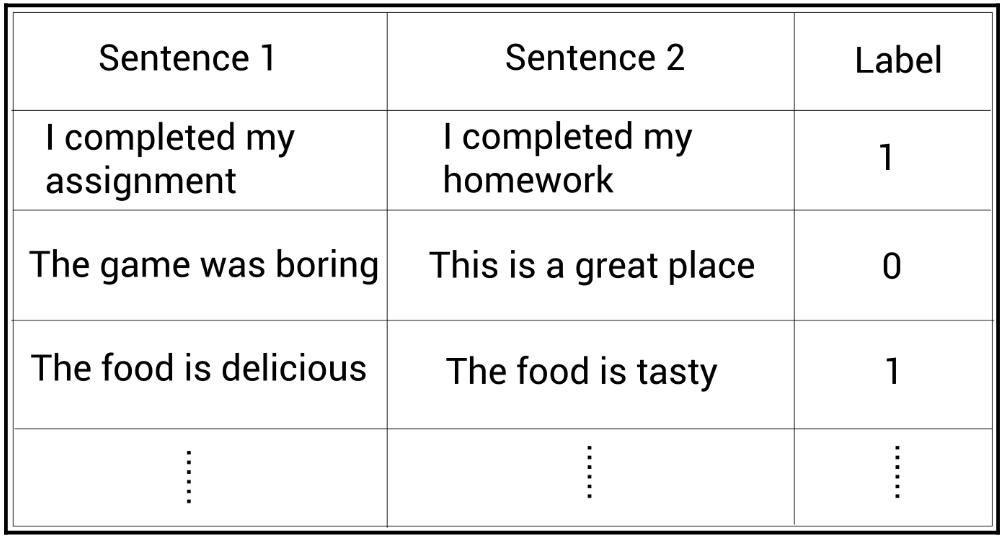 Sentence 1 Sentence 2 Label
I completed my
assignment
I completed my
homework
1
The game was boring This is a great place 0
The food is delicious The food is tasty 1